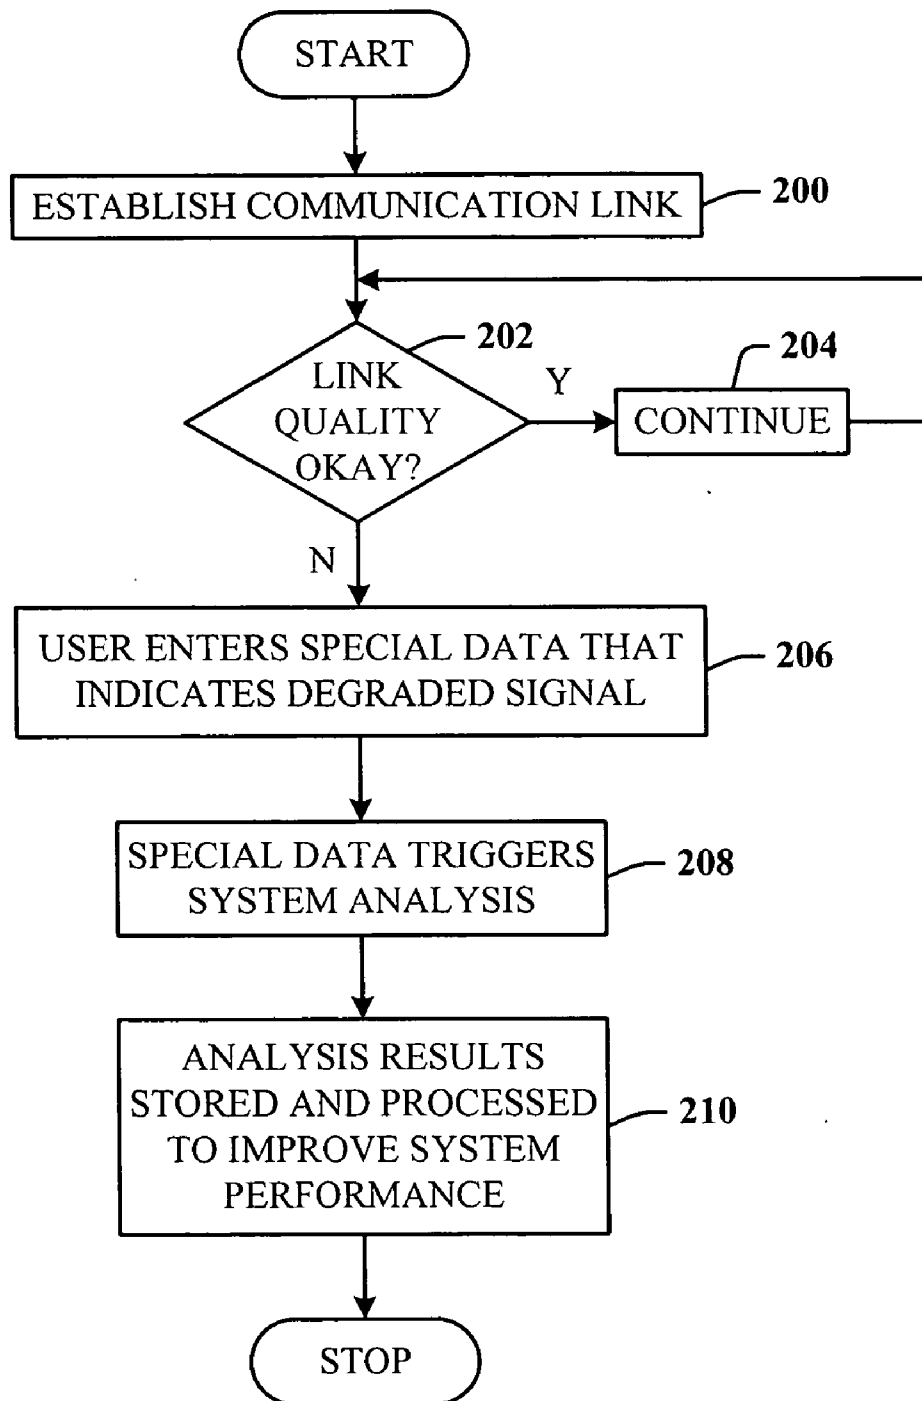 START
ESTABLISH COMMUNICATION LINK
200
202
LINK
QUALITY
OKAY?
Y
204
CONTINUE
N
USER ENTERS SPECIAL DATA THAT
INDICATES DEGRADED SIGNAL
206
SPECIAL DATA TRIGGERS
SYSTEM ANALYSIS
208
ANALYSIS RESULTS
STORED AND PROCESSED
TO IMPROVE SYSTEM
PERFORMANCE
210
STOP